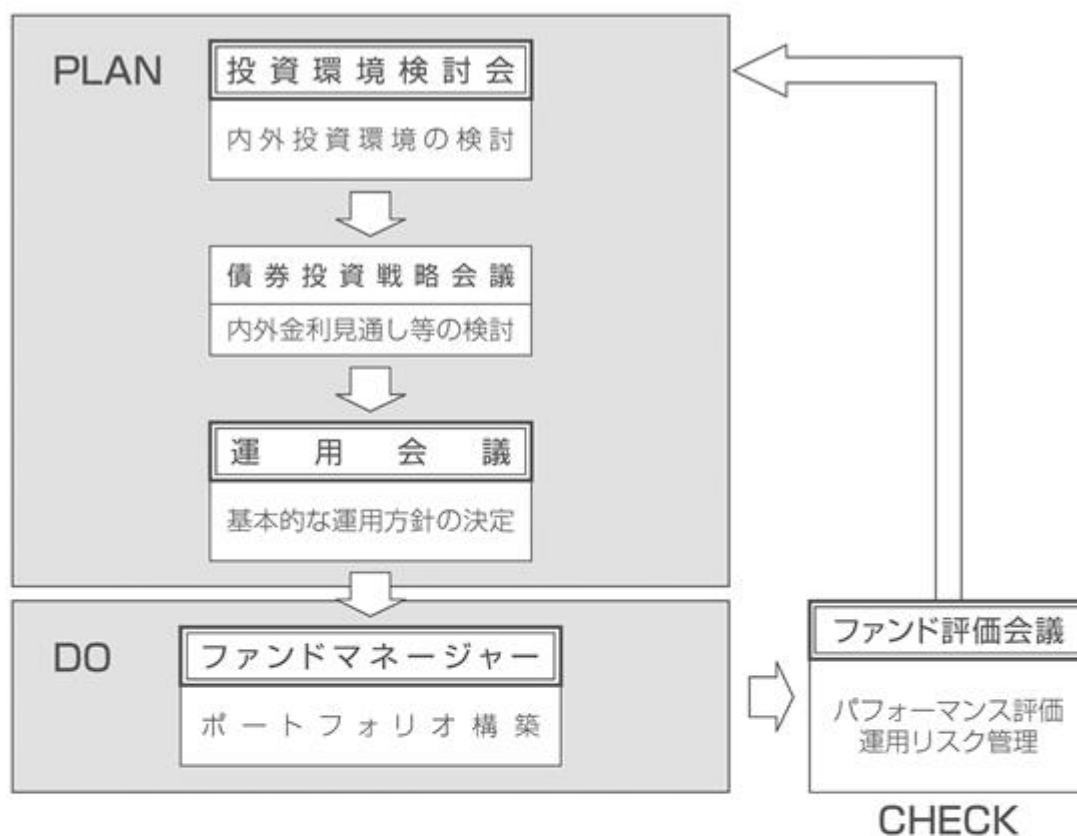 PLAN
投資環境検討会
内外投資環境の検討
債券投資戦略会議
内外金利見通し等の検討
運用会議
基本的な運用方針の決定
DO
ファンドマネージャー
ポートフォリオ構築
ファンド評価会議
パフォーマンス評価
運用リスク管理
CHECK